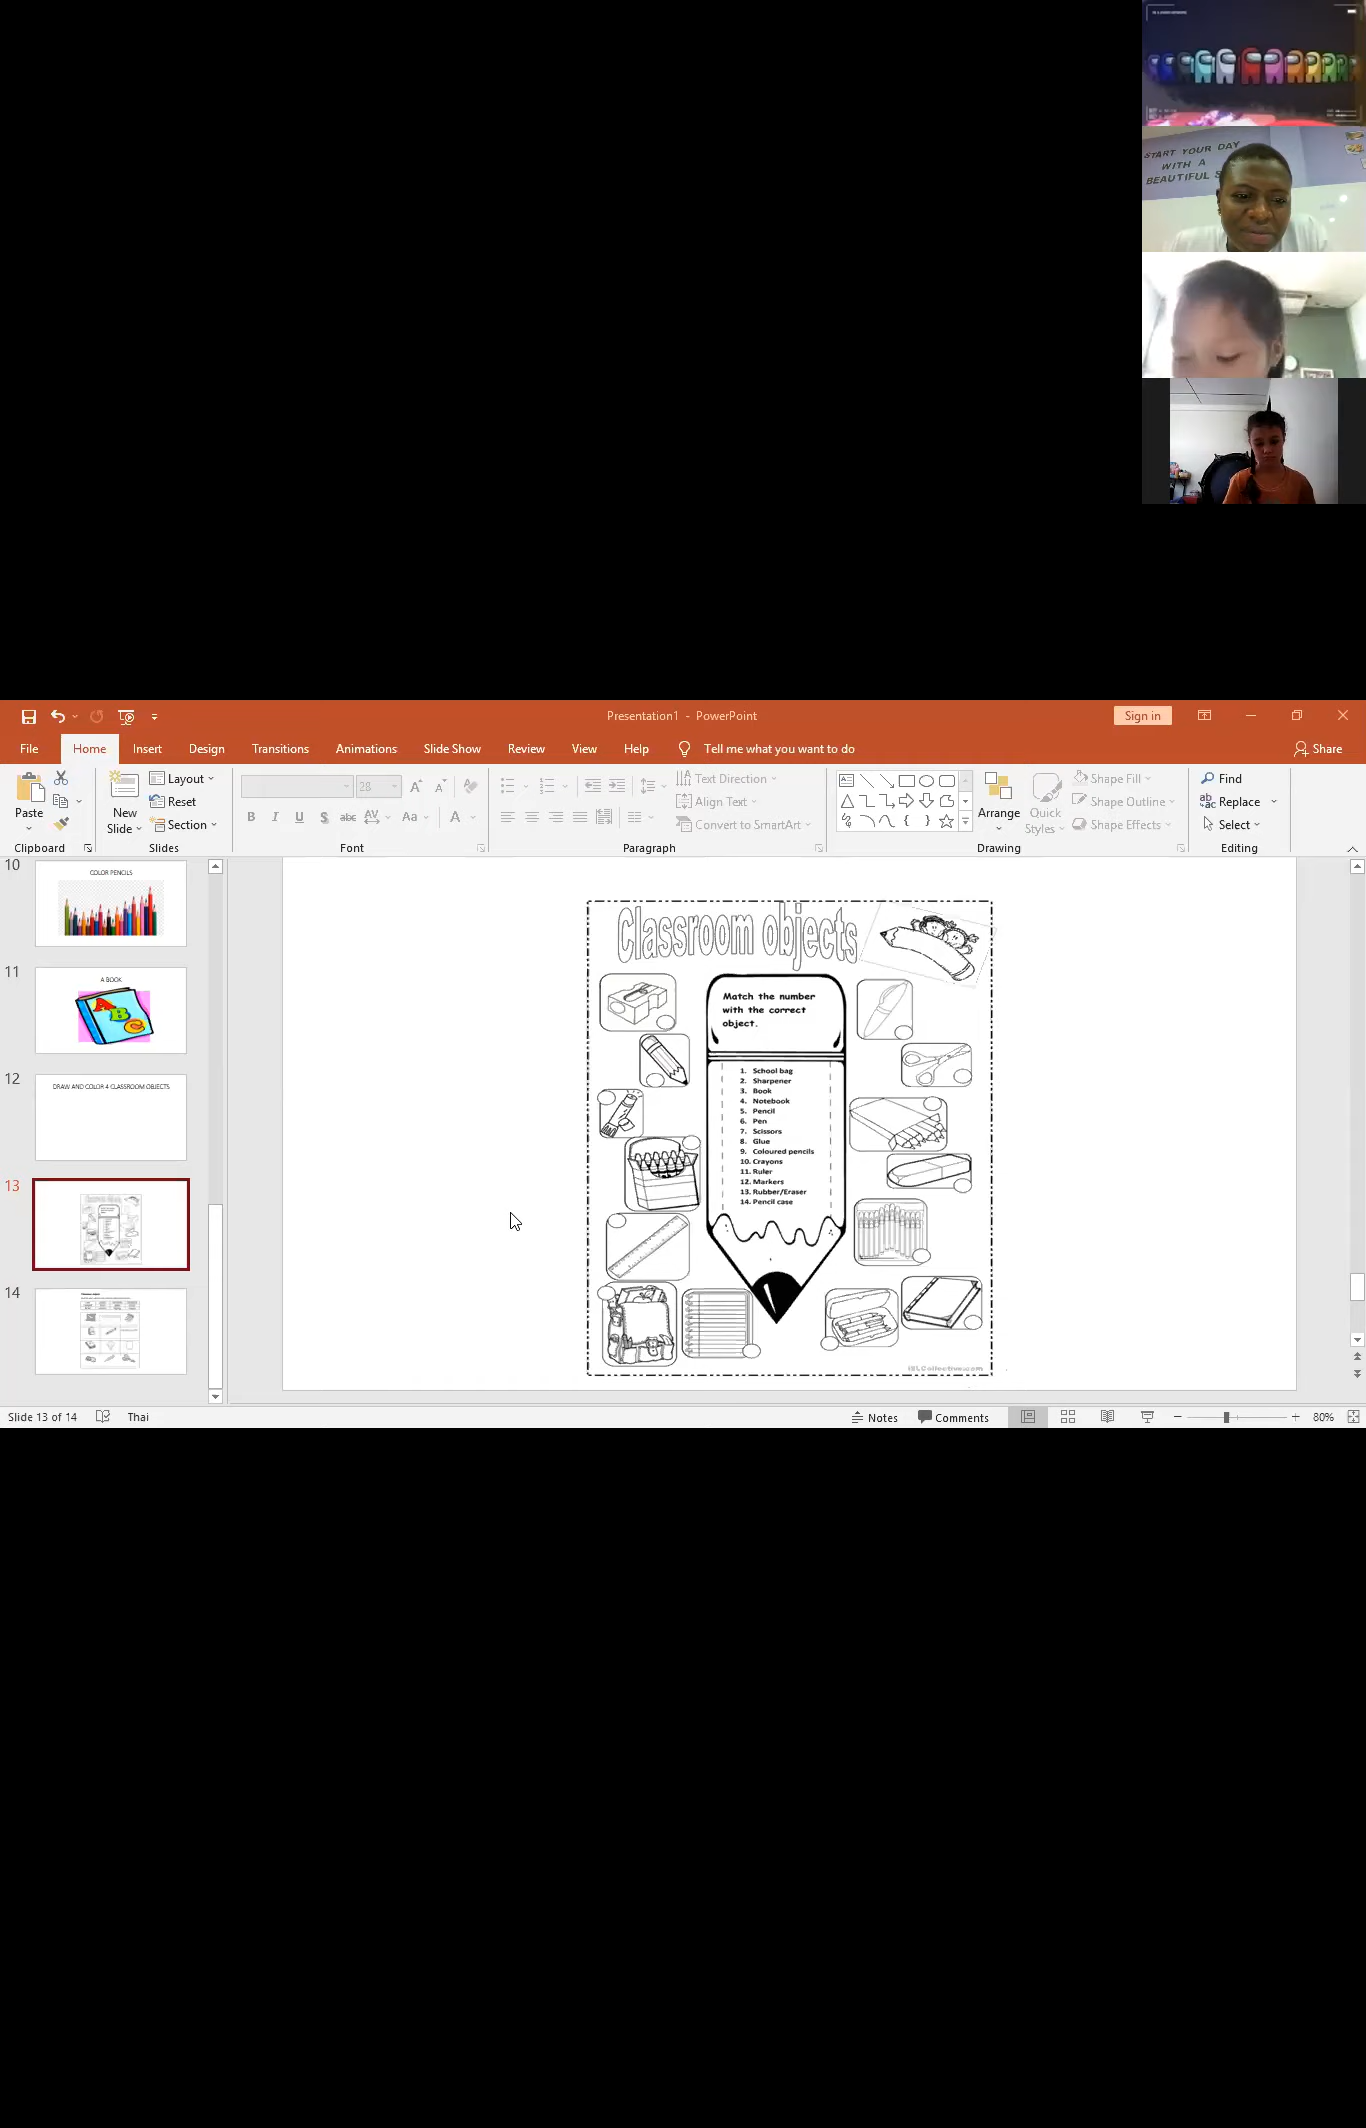 START YOUR DAY
WITH A
BEAUTIFUL S
Presentation1 - PowerPoint
Sign in
File Home Insert Design Transitions Animations Slide Show Review View Help Tell me what you want to do Share
Paste
Clipboard
New Slide
Layout
Reset
Section
Slides
28
B I U S abc AV Aa A
Font
Text Direction
Align Text
Convert to SmartArt
Paragraph
Arrange
Quick Styles
Shape Fill
Shape Outline
Shape Effects
Drawing
Find
Replace
Select
Editing
10
COLOR PENCILS
11
A BOOK
A B C
12
DRAW AND COLOR 4 CLASSROOM OBJECTS
13
14
Classroom objects
Match the number
with the correct
object.
1. School bag
2. Sharpener
3. Book
4. Notebook
5. Pencil
6. Pen
7. Scissors
8. Glue
9. Coloured pencils
10. Crayons
11. Ruler
12. Markers
13. Rubber/Eraser
14. Pencil case
iSLCollective.com
Slide 13 of 14 Thai Notes Comments 80%